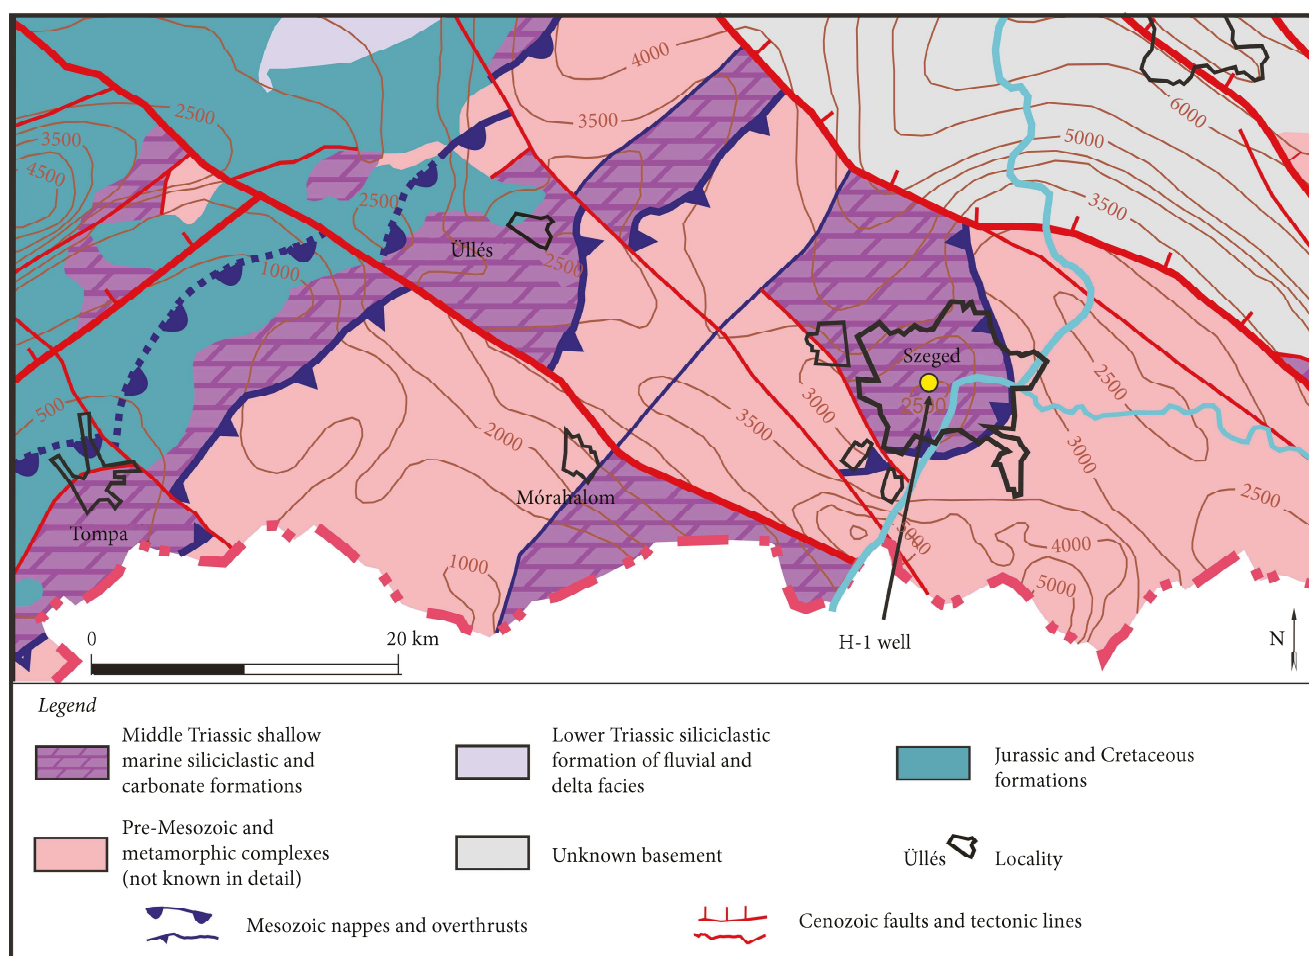 4000
6000
2500
3500
3500
5000
4500
2500
3500
Üllés
2500
1000
Szeged
2500
2500
500
3000
3500
2000
3000
Mórahalom
2500
Tompa
3000
4000
1000
5000
0
20 km
H-1 well
N
Legend
Middle Triassic shallow
marine siliciclastic and
carbonate formations
Lower Triassic siliciclastic
formation of fluvial and
delta facies
Jurassic and Cretaceous
formations
Pre-Mesozoic and
metamorphic complexes
(not known in detail)
Unknown basement
Üllés
Locality
Mesozoic nappes and overthrusts
Cenozoic faults and tectonic lines